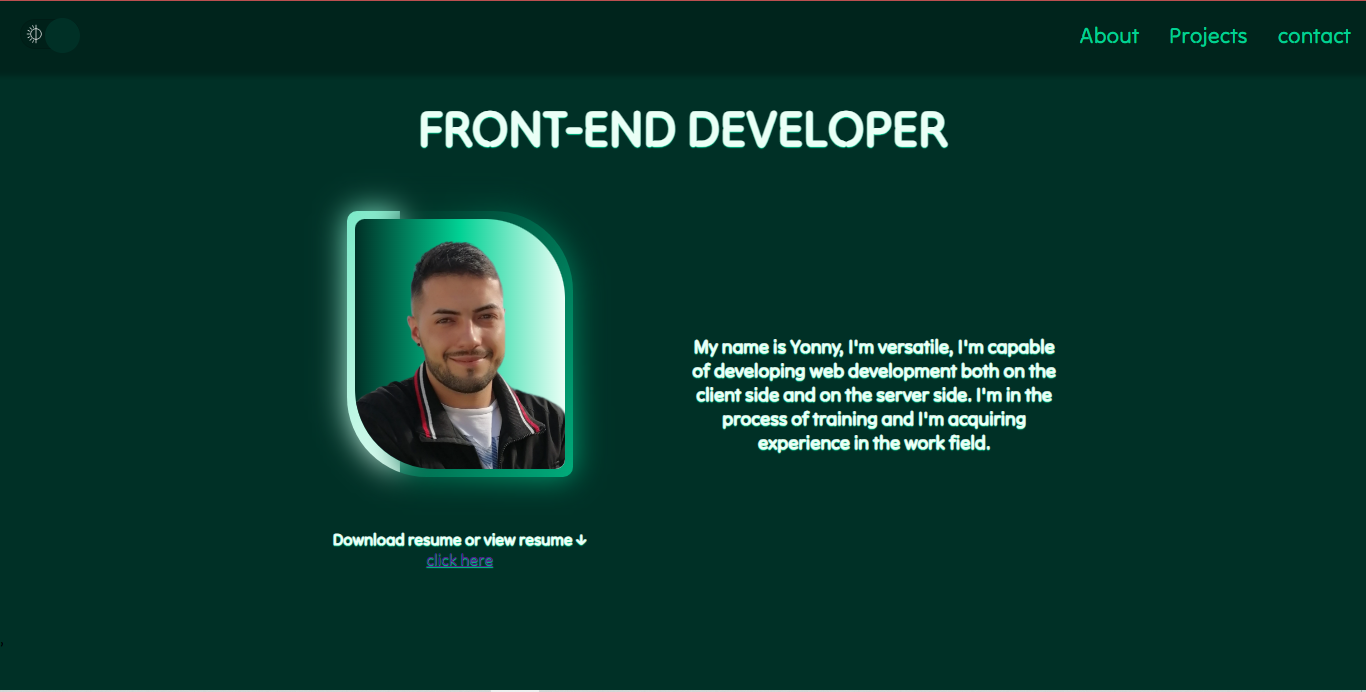 About Projects contact
FRONT-END DEVELOPER
My name is Yonny, I'm versatile, I'm capable
of developing web development both on the
client side and on the server side. I'm in the
process of training and I'm acquiring
experience in the work field.
Download resume or view resume ↓
click here